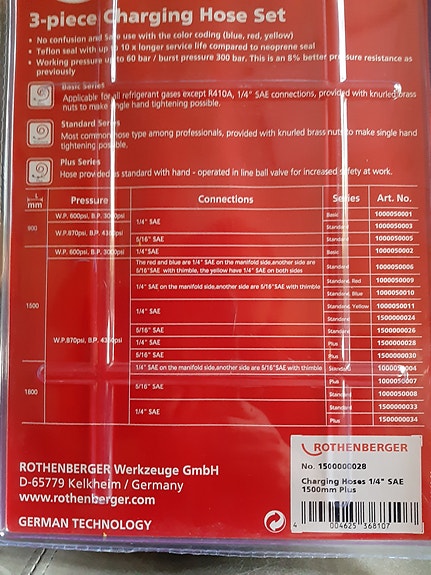 3-piece Charging Hose Set
• No confusion and Safe use with the color coding (blue, red, yellow)
• Teflon seal with up to 10 x longer service life compared to neoprene seal
• Working pressure up to 60 bar / burst pressure 300 bar. This is an 8% better pressure resistance as
previously
Basic Series
Applicable for all refrigerant gases except R410A, 1/4" SAE connections, provided with knurled brass
nuts to make single hand tightening possible.
Standard Series
Most common hose type among professionals, provided with knurled brass nuts to make single hand
tightening possible.
Plus Series
Hose provided as standard with hand - operated in line ball valve for increased safety at work.
mm Pressure Connections Series Art. No.
900 W.P. 600psi, B.P. 3000psi 1/4" SAE Basic 1000050001
W.P.870psi, B.P. 4350psi Standard 1000050003
5/16" SAE Standard 1000050005
1500 W.P. 600psi, B.P. 3000psi 1/4"SAE Basic 1000050002
W.P.870psi, B.P. 4350psi The red and blue are 1/4" SAE on the manifold side,another side are
5/16"SAE with thimble, the yellow have 1/4" SAE on both sides Standard 1000050006
1/4" SAE on the manifold side,another side are 5/16"SAE with thimble Standard, Red 1000050009
Standard, Blue 1000050010
1/4" SAE Standard, Yellow 1000050011
Standard 1500000024
5/16" SAE Standard 1500000026
1/4" SAE Plus 1500000028
5/16" SAE Plus 1500000030
1800 1/4" SAE on the manifold side,another side are 5/16"SAE with thimble Standard 1000050004
5/16" SAE Plus 1000050007
Standard 1000050008
1/4" SAE Standard 1500000033
Plus 1500000034
ROTHENBERGER Werkzeuge GmbH
D-65779 Kelkheim / Germany
www.rothenberger.com
GERMAN TECHNOLOGY
ROTHENBERGER
No. 1500000028
Charging Hoses 1/4" SAE
1500mm Plus
4 004625 368107